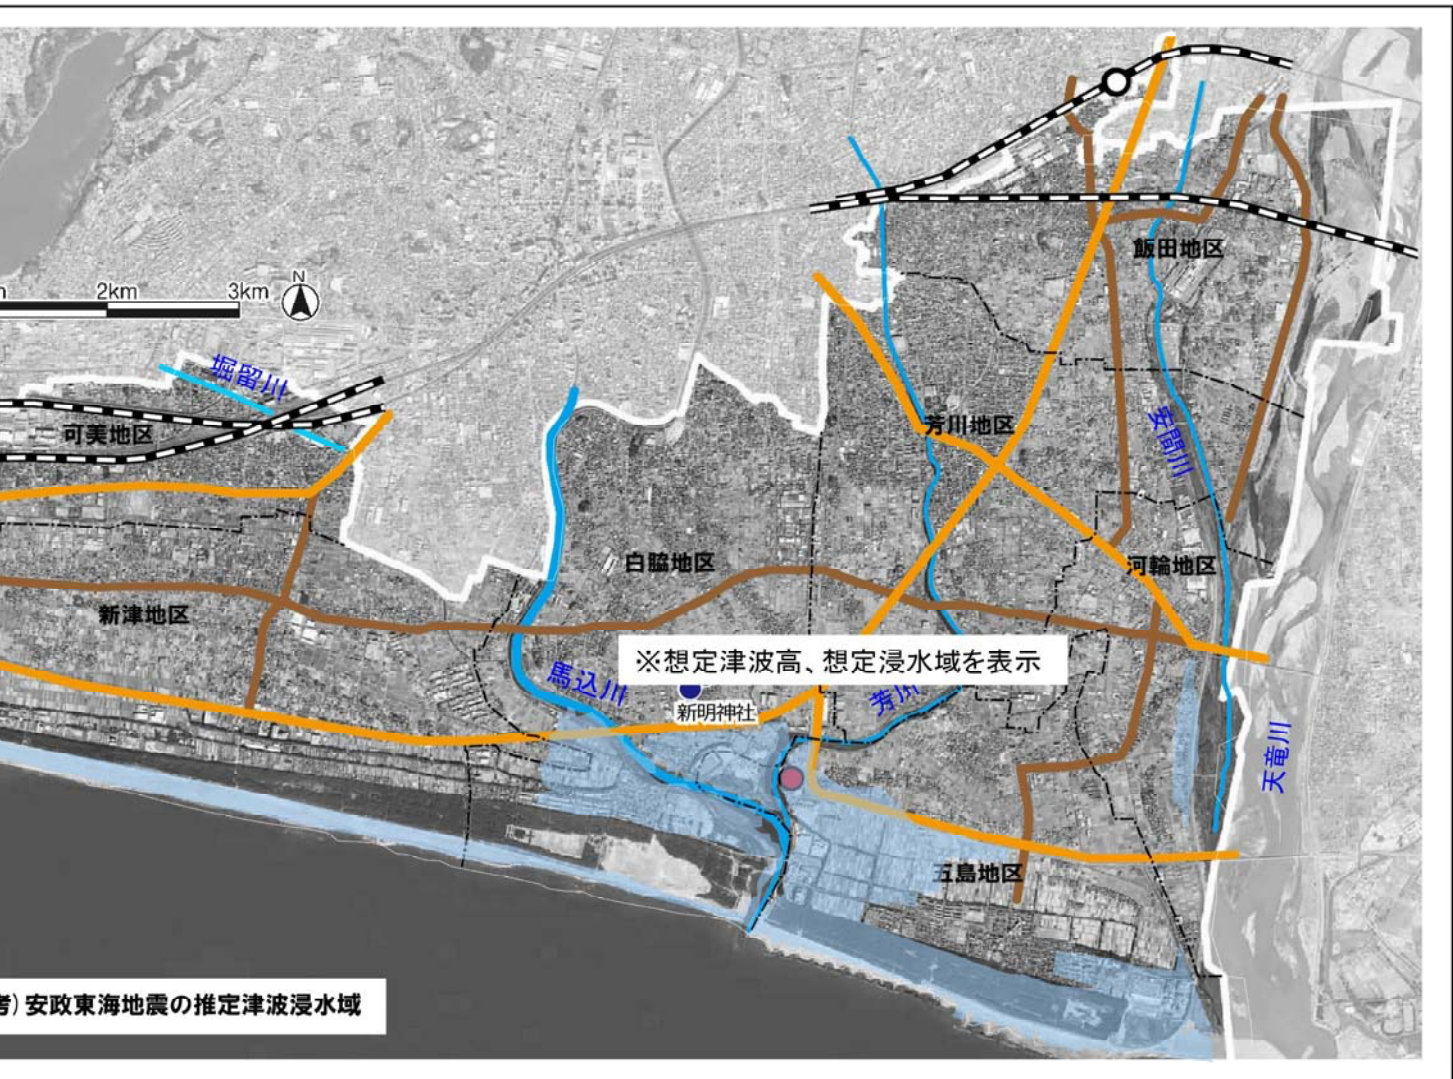 N
2km
3km
飯田地区
堀留川
可美地区
芳川地区
安間川
白脇地区
河輪地区
新津地区
※想定津波高、想定浸水域を表示
馬込川
新明神社
芳川
天竜川
五島地区
考) 安政東海地震の推定津波浸水域